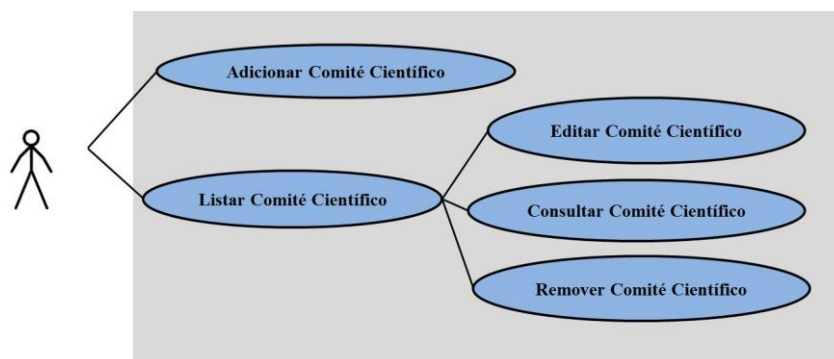 Adicionar Comité Científico
Editar Comité Científico
Listar Comité Científico
Consultar Comité Científico
Remover Comité Científico